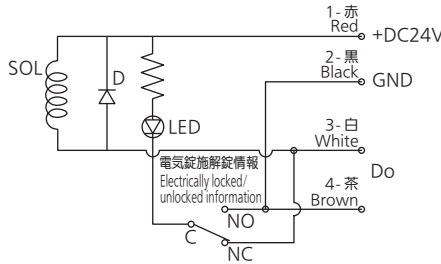 1-赤
Red
+DC24V
2-黒
Black
GND
SOL
D
LED
3-白
White
電気錠施解錠情報
Electrically locked/
unlocked information
Do
4-茶
Brown
NO
C
NC